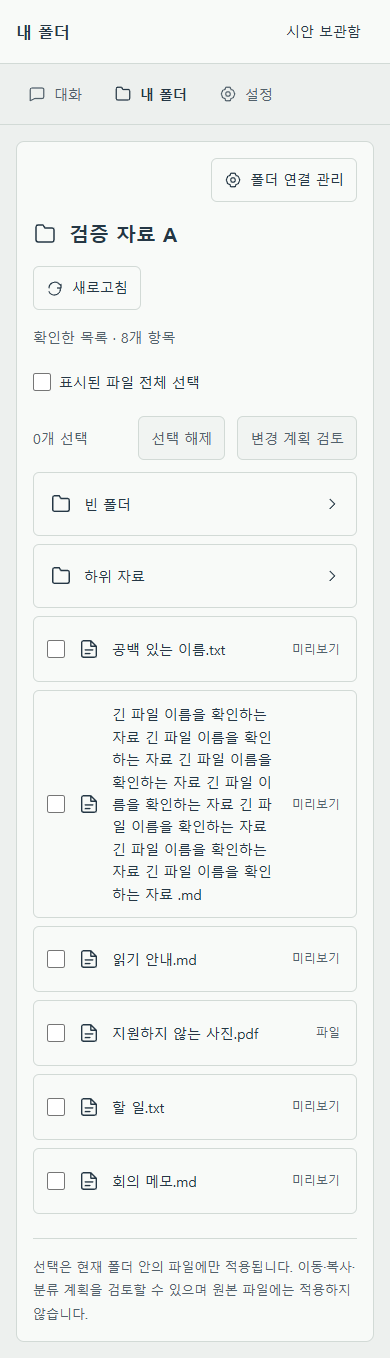 내 폴더
시안 보관함
대화
내 폴더
설정
폴더 연결 관리
검증 자료 A
새로고침
확인한 목록 · 8개 항목
표시된 파일 전체 선택
0개 선택
선택 해제
변경 계획 검토
빈 폴더
하위 자료
공백 있는 이름.txt
미리보기
긴 파일 이름을 확인하는
자료 긴 파일 이름을 확인
하는 자료 긴 파일 이름을
확인하는 자료 긴 파일 이
름을 확인하는 자료 긴 파
일 이름을 확인하는 자료
긴 파일 이름을 확인하는
자료 긴 파일 이름을 확인
하는 자료 .md
미리보기
읽기 안내.md
미리보기
지원하지 않는 사진.pdf
파일
할 일.txt
미리보기
회의 메모.md
미리보기
선택은 현재 폴더 안의 파일에만 적용됩니다. 이동·복사·
분류 계획을 검토할 수 있으며 원본 파일에는 적용하지
않습니다.